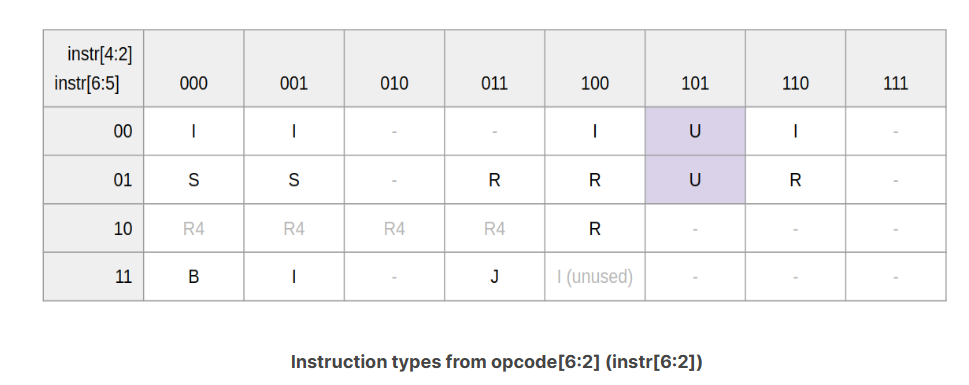 instr[4:2]
instr[6:5] 000 001 010 011 100 101 110 111
00 I I - - I U I -
01 S S - R R U R -
10 R4 R4 R4 R4 R - - -
11 B I - J I (unused) - - -
Instruction types from opcode[6:2] (instr[6:2])